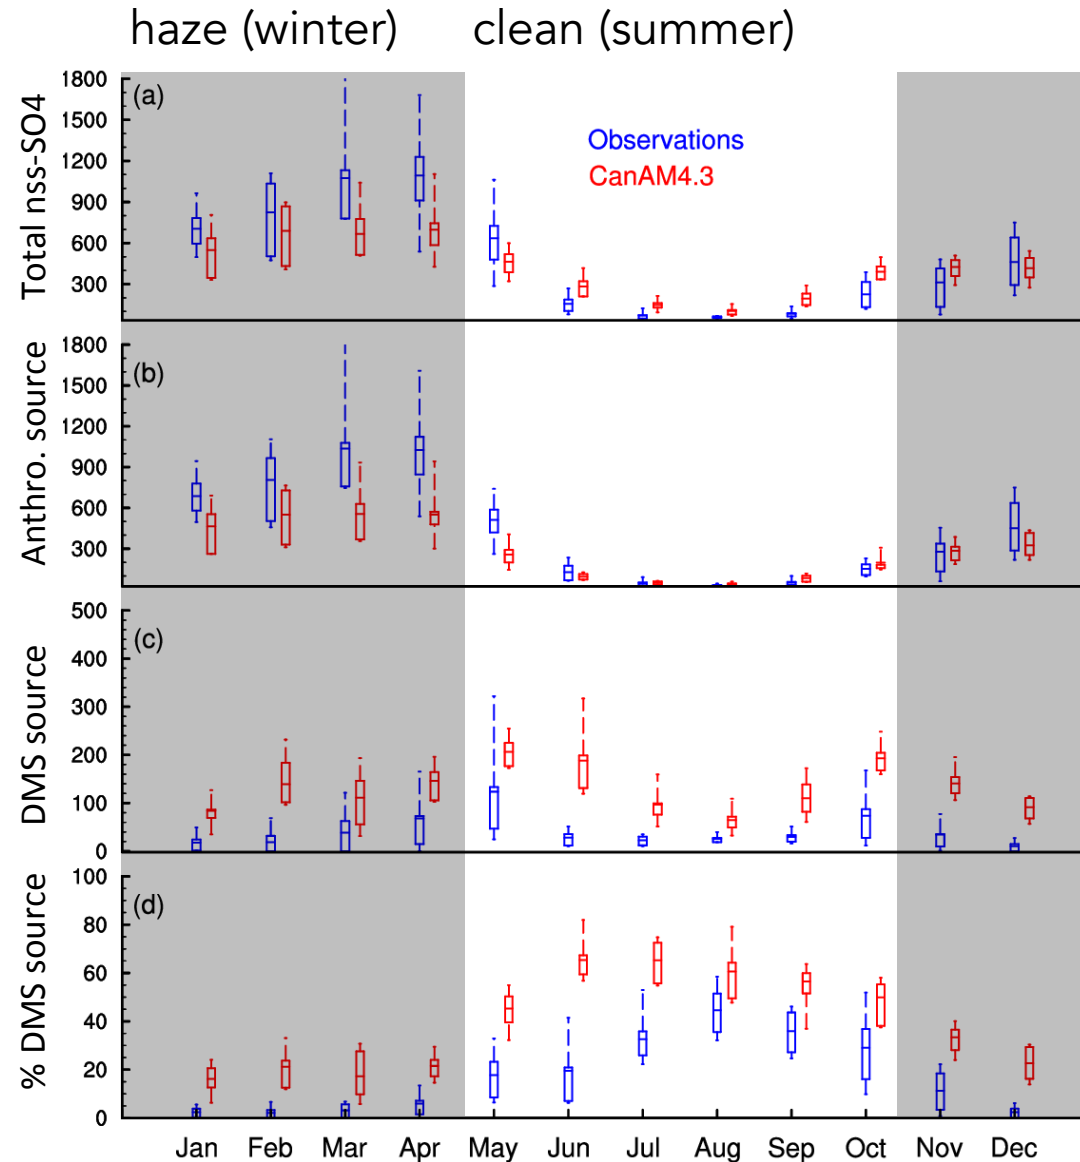 haze (winter) clean (summer)
Total nss-SO4
1800
1500
1200
900
600
300
(a)
Observations
CanAM4.3
Anthro. source
1800
1500
1200
900
600
300
(b)
DMS source
500
400
300
200
100
0
(c)
% DMS source
100
80
60
40
20
0
(d)
Jan Feb Mar Apr May Jun Jul Aug Sep Oct Nov Dec